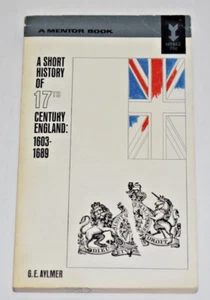 A MENTOR BOOK
A SHORT
HISTORY OF
17TH
CENTURY
ENGLAND:
1603-
1689
G.E. AYLMER